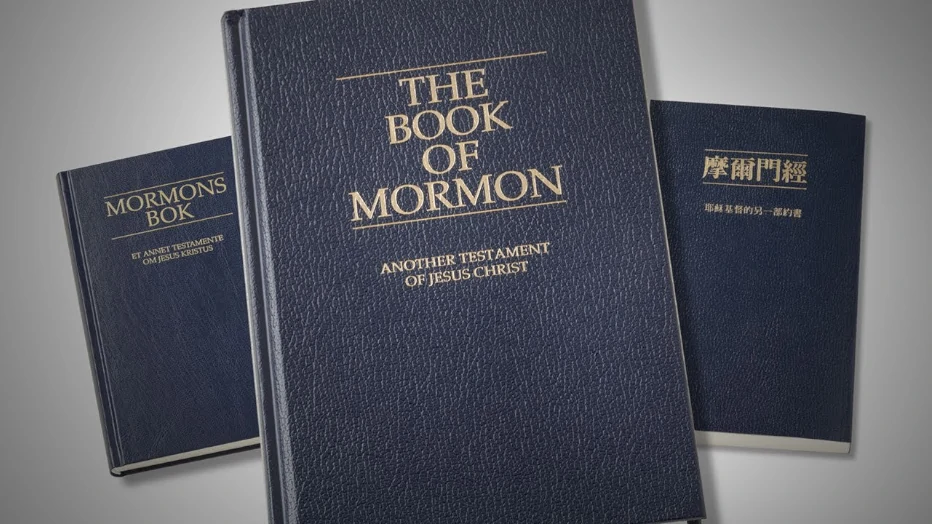 MORMONS
BOK
ET ANNET TESTAMENTE
OM JESUS KRISTUS
THE
BOOK
OF
MORMON
ANOTHER TESTAMENT
OF JESUS CHRIST
摩爾門經
耶穌基督的另一部約書